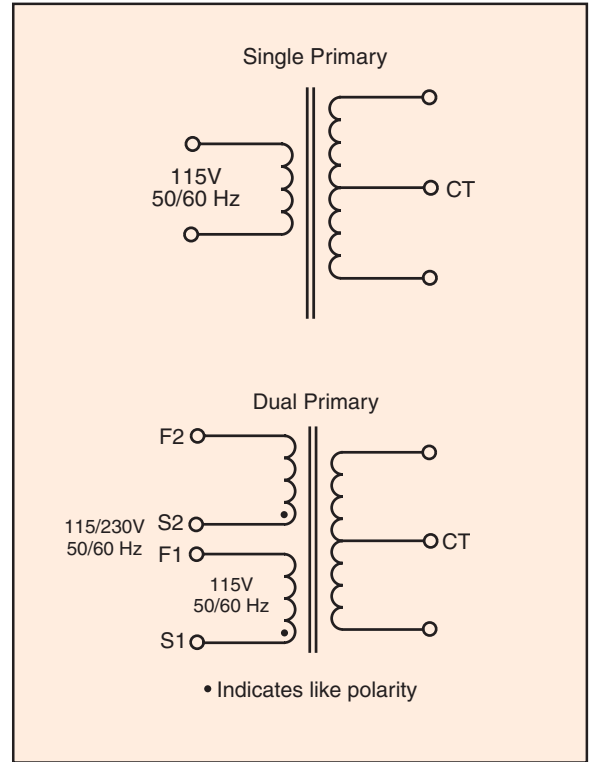 Single Primary
115V
50/60 Hz
CT
Dual Primary
F2
S2
115/230V
50/60 Hz
F1
CT
115V
50/60 Hz
S1
• Indicates like polarity